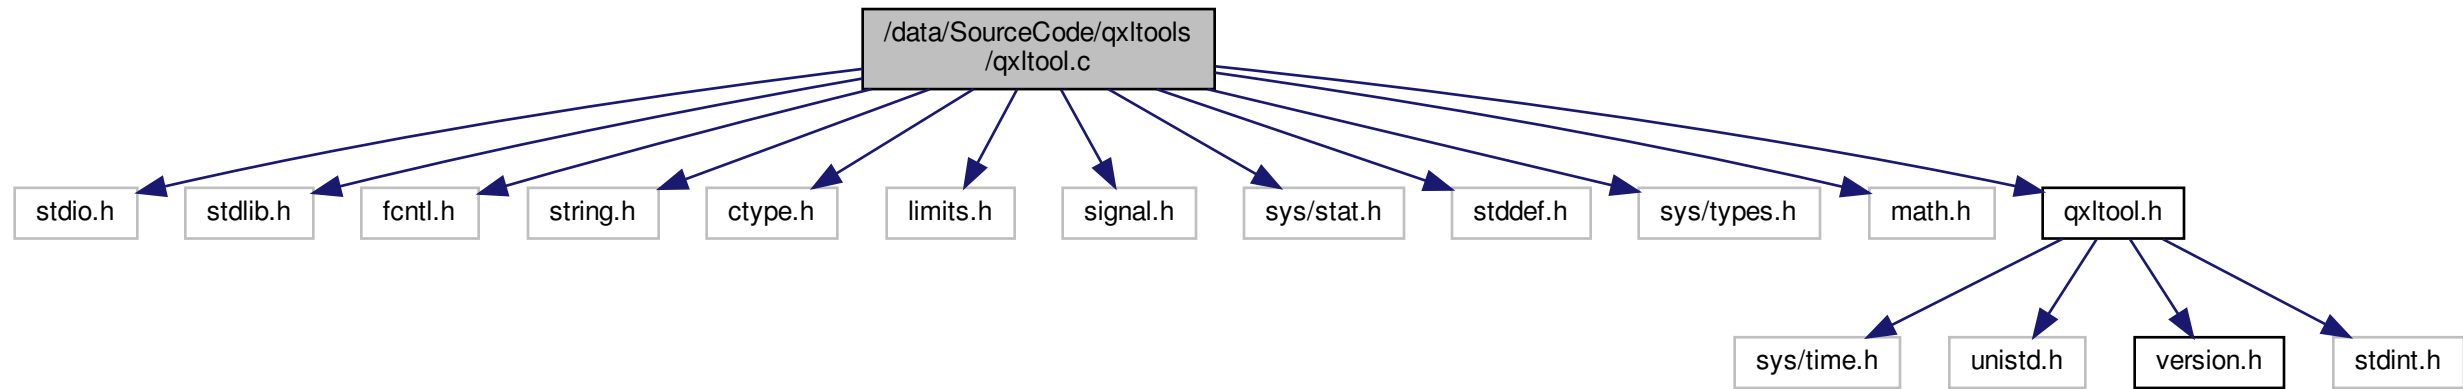 /data/SourceCode/qxltools
/qxltool.c
stdio.h
stdlib.h
fcntl.h
string.h
ctype.h
limits.h
signal.h
sys/stat.h
stddef.h
sys/types.h
math.h
qxltool.h
sys/time.h
unistd.h
version.h
stdint.h